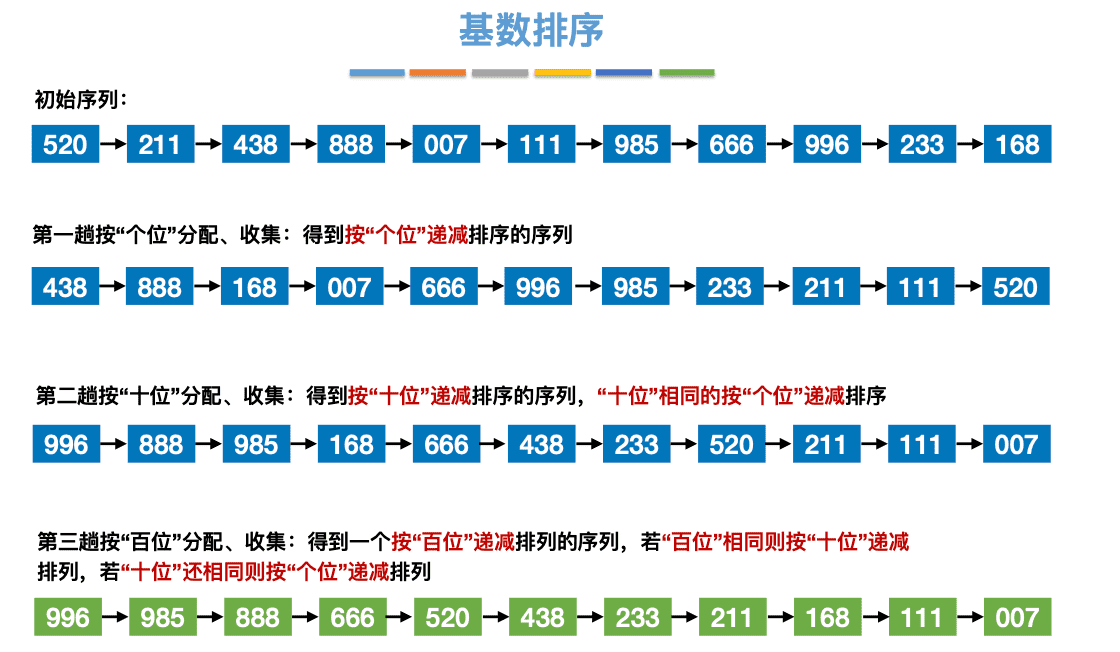 基数排序
初始序列：
520 211 438 888 007 111 985 666 996 233 168
第一趟按“个位”分配、收集：得到按“个位”递减排序的序列
438 888 168 007 666 996 985 233 211 111 520
第二趟按“十位”分配、收集：得到按“十位”递减排序的序列，“十位”相同的按“个位”递减排序
996 888 985 168 666 438 233 520 211 111 007
第三趟按“百位”分配、收集：得到一个按“百位”递减排列的序列，若“百位”相同则按“十位”递减
排列，若“十位”还相同则按“个位”递减排列
996 985 888 666 520 438 233 211 168 111 007